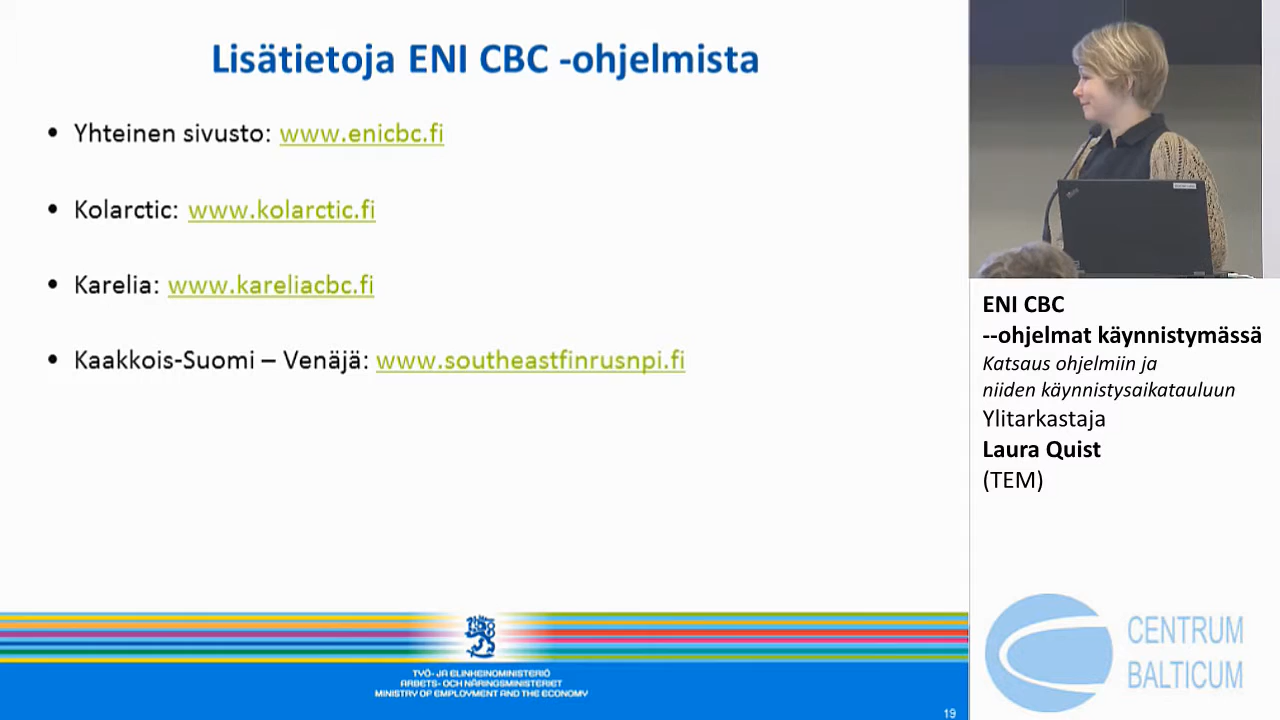 Lisätietoja ENI CBC -ohjelmista
• Yhteinen sivusto: www.enicbc.fi
• Kolarctic: www.kolarctic.fi
• Karelia: www.kareliacbc.fi
• Kaakkois-Suomi – Venäjä: www.southeastfinrusnpi.fi
TYÖ- JA ELINKEINOMINISTERIÖ
ARBETS- OCH NÄRINGSMINISTERIET
MINISTRY OF EMPLOYMENT AND THE ECONOMY
19
ENI CBC
--ohjelmat käynnistymässä
Katsaus ohjelmiin ja
niiden käynnistysaikatauluun
Ylitarkastaja
Laura Quist
(TEM)
CENTRUM
BALTICUM